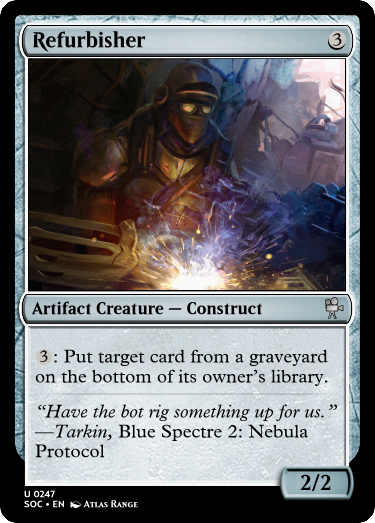 Refurbisher 3
Artifact Creature — Construct
3: Put target card from a graveyard
on the bottom of its owner's library.
“Have the bot rig something up for us.”
—Tarkin, Blue Spectre 2: Nebula
Protocol
2/2
U 0247
SOC • EN Atlas Range